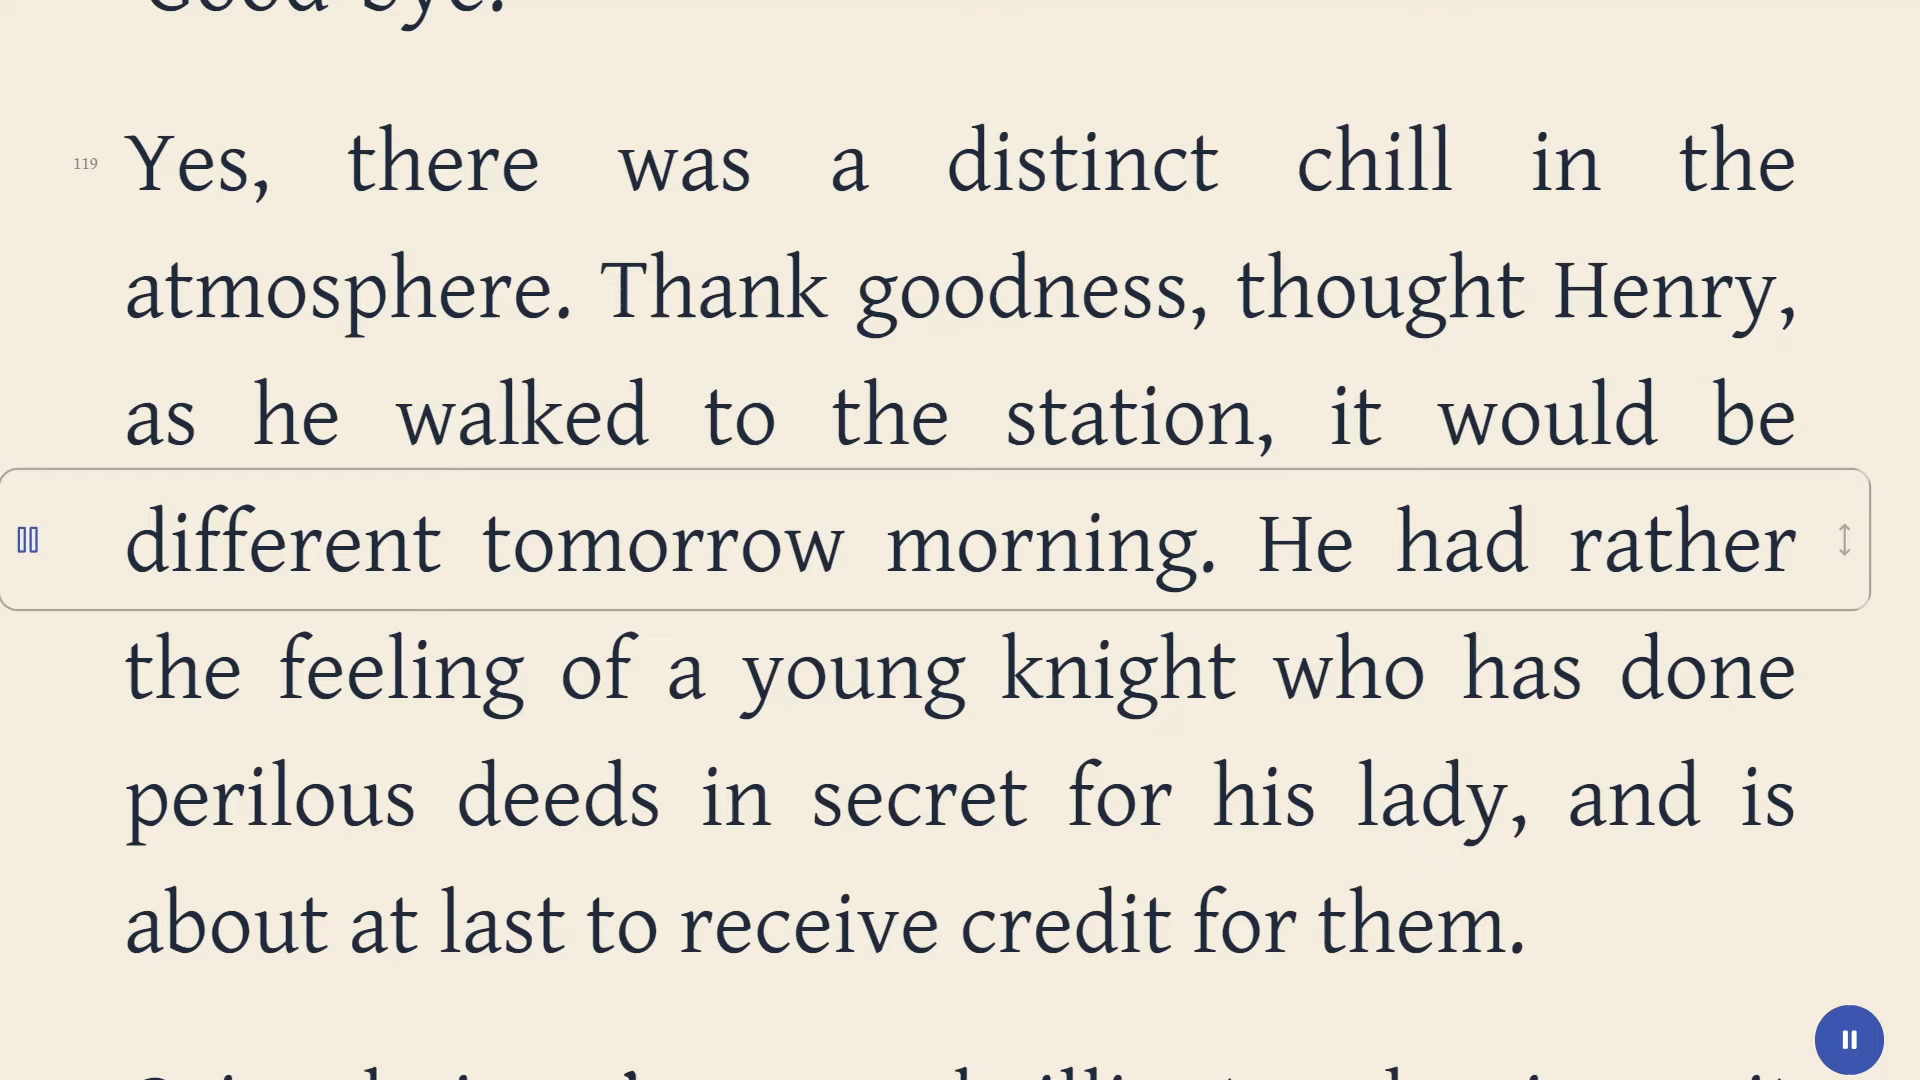 Good-bye.
119
Yes, there was a distinct chill in the
atmosphere. Thank goodness, thought Henry,
as he walked to the station, it would be
different tomorrow morning. He had rather
the feeling of a young knight who has done
perilous deeds in secret for his lady, and is
about at last to receive credit for them.